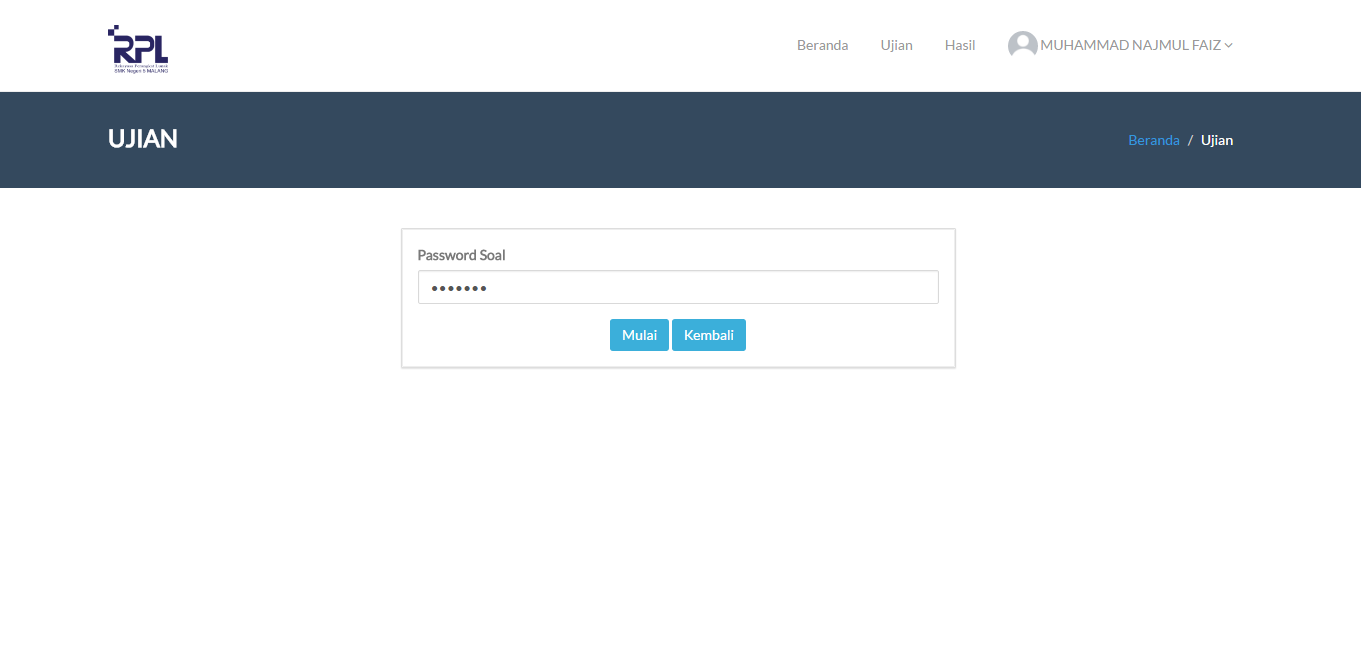 RPL
Rekayasa Perangkat Lunak
SMK Negeri 5 MALANG
Beranda
Ujian
Hasil
MUHAMMAD NAJMUL FAIZ
UJIAN
Beranda / Ujian
Password Soal
•••••••
Mulai
Kembali